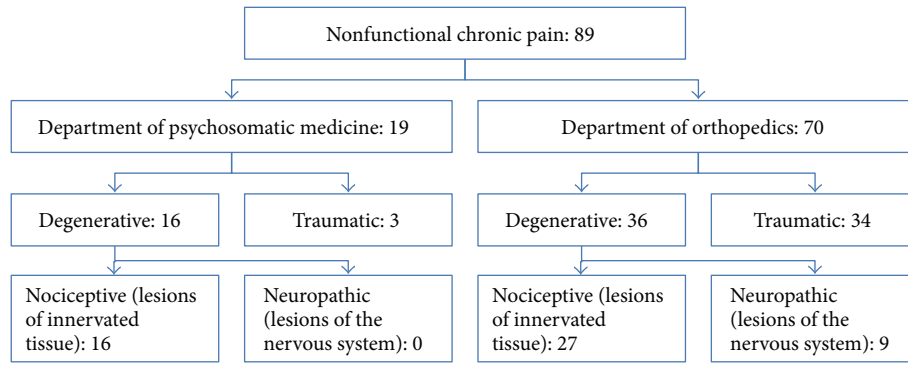 Nonfunctional chronic pain: 89
Department of psychosomatic medicine: 19
Department of orthopedics: 70
Degenerative: 16
Traumatic: 3
Degenerative: 36
Traumatic: 34
Nociceptive (lesions
of innervated
tissue): 16
Neuropathic
(lesions of the
nervous system): 0
Nociceptive (lesions
of innervated
tissue): 27
Neuropathic
(lesions of the
nervous system): 9